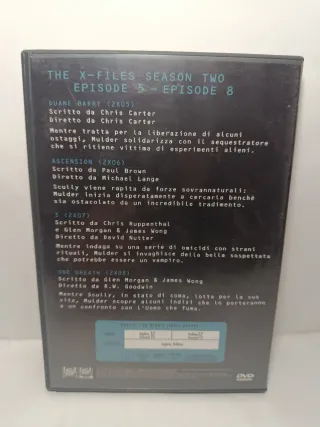 THE X-FILES SEASON TWO
EPISODE 5 - EPISODE 8
DUANE BARRY (2X05)
Scritto da Chris Carter
Diretto da Chris Carter
Mentre tratta per la liberazione di alcuni
ostaggi, Mulder solidarizza con il sequestratore
che si ritiene vittima di esperimenti alieni.
ASCENSION (2X06)
Scritto da Paul Brown
Diretto da Michael Lange
Scully viene rapita da forze sovrannaturali;
Mulder inizia disperatamente a cercarla benchè
sia ostacolato da un incredibile tradimento.
3 (2X07)
Scritto da Chris Ruppenthal
e Glen Morgan & James Wong
Diretto da David Nutter
Mentre indaga su una serie di omicidi con strani
rituali, Mulder si invaghisce della bella sospettata
che potrebbe essere un vampiro.
ONE BREATH (2X08)
Scritto da Glen Morgan & James Wong
Diretto da R.W. Goodwin
Mentre Scully, in stato di coma, lotta per la sua
vita, Mulder scopre alcuni indizi che lo porteranno
a un confronto con l'Uomo che fuma.
FOX
DVD